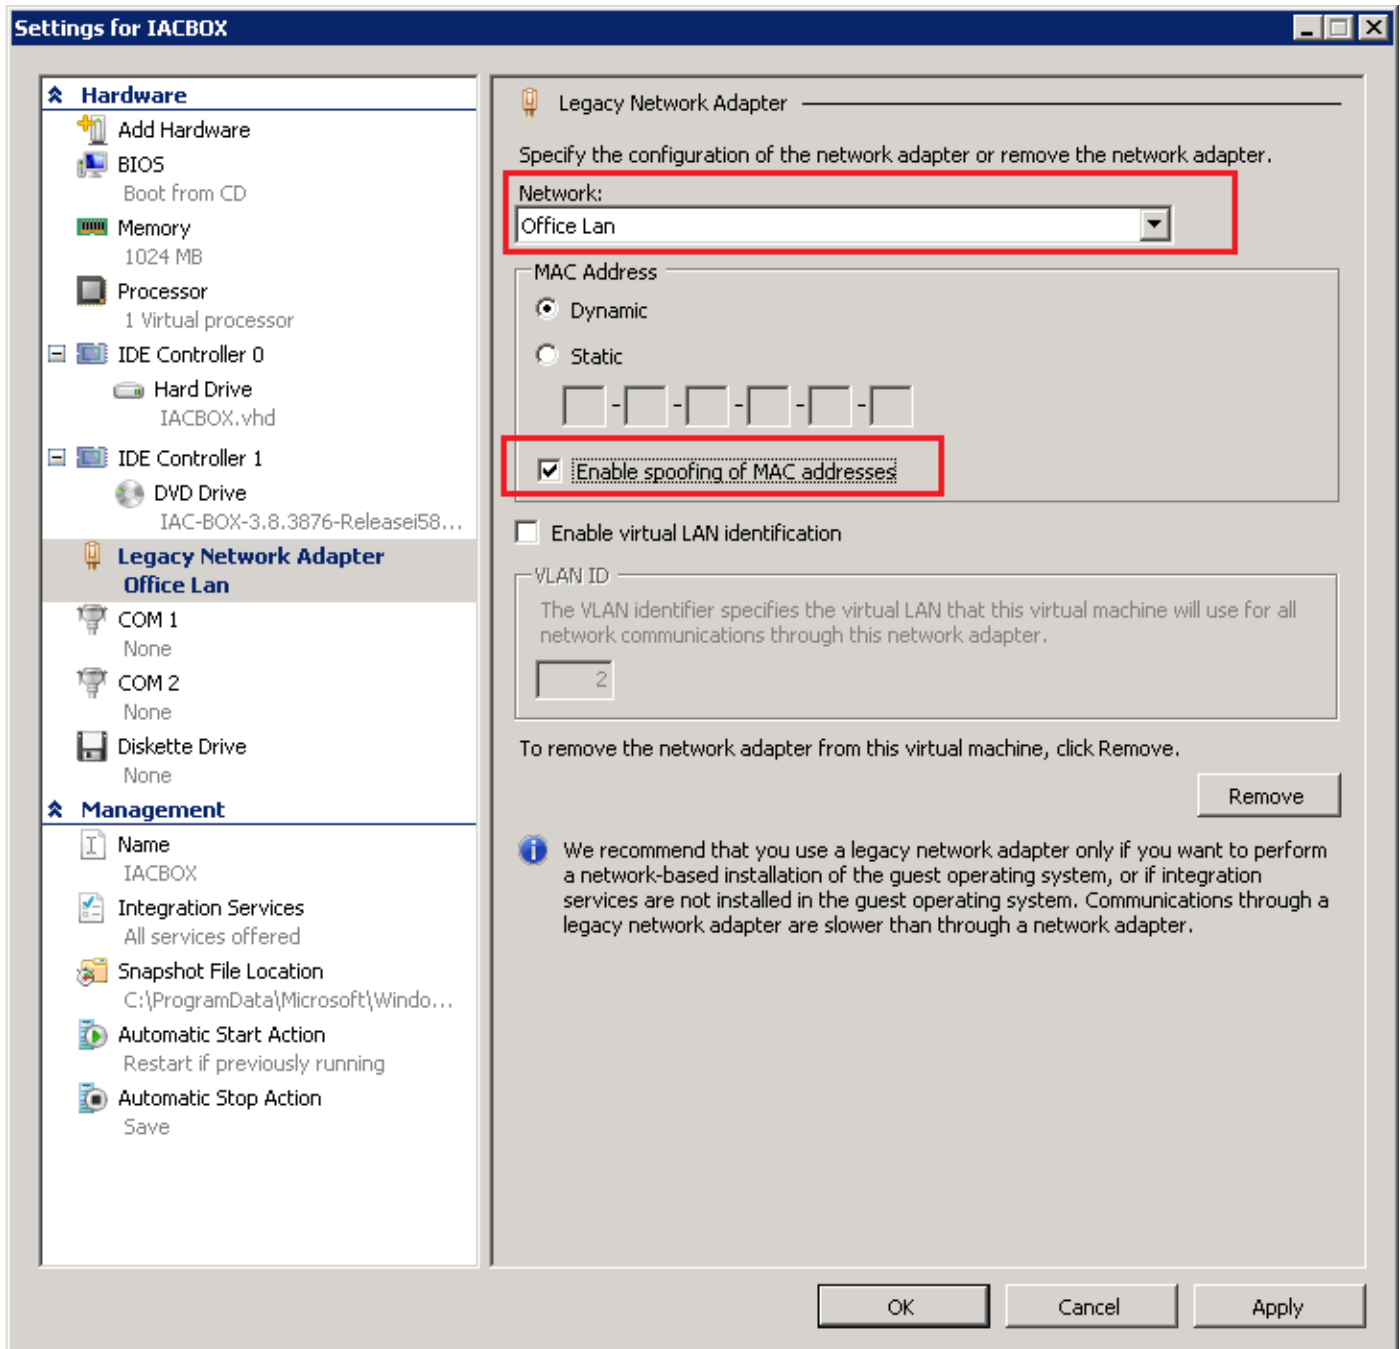 Settings for IACBOX
Hardware
Add Hardware
BIOS
Boot from CD
Memory
1024 MB
Processor
1 Virtual processor
IDE Controller 0
Hard Drive
IACBOX.vhd
IDE Controller 1
DVD Drive
IAC-BOX-3.8.3876-Releasei58...
Legacy Network Adapter
Office Lan
COM 1
None
COM 2
None
Diskette Drive
None
Management
Name
IACBOX
Integration Services
All services offered
Snapshot File Location
C:\ProgramData\Microsoft\Windo...
Automatic Start Action
Restart if previously running
Automatic Stop Action
Save
Legacy Network Adapter
Specify the configuration of the network adapter or remove the network adapter.
Network:
Office Lan
MAC Address
Dynamic
Static
- - - - -
Enable spoofing of MAC addresses
Enable virtual LAN identification
VLAN ID
The VLAN identifier specifies the virtual LAN that this virtual machine will use for all
network communications through this network adapter.
2
To remove the network adapter from this virtual machine, click Remove.
Remove
We recommend that you use a legacy network adapter only if you want to perform
a network-based installation of the guest operating system, or if integration
services are not installed in the guest operating system. Communications through a
legacy network adapter are slower than through a network adapter.
OK
Cancel
Apply